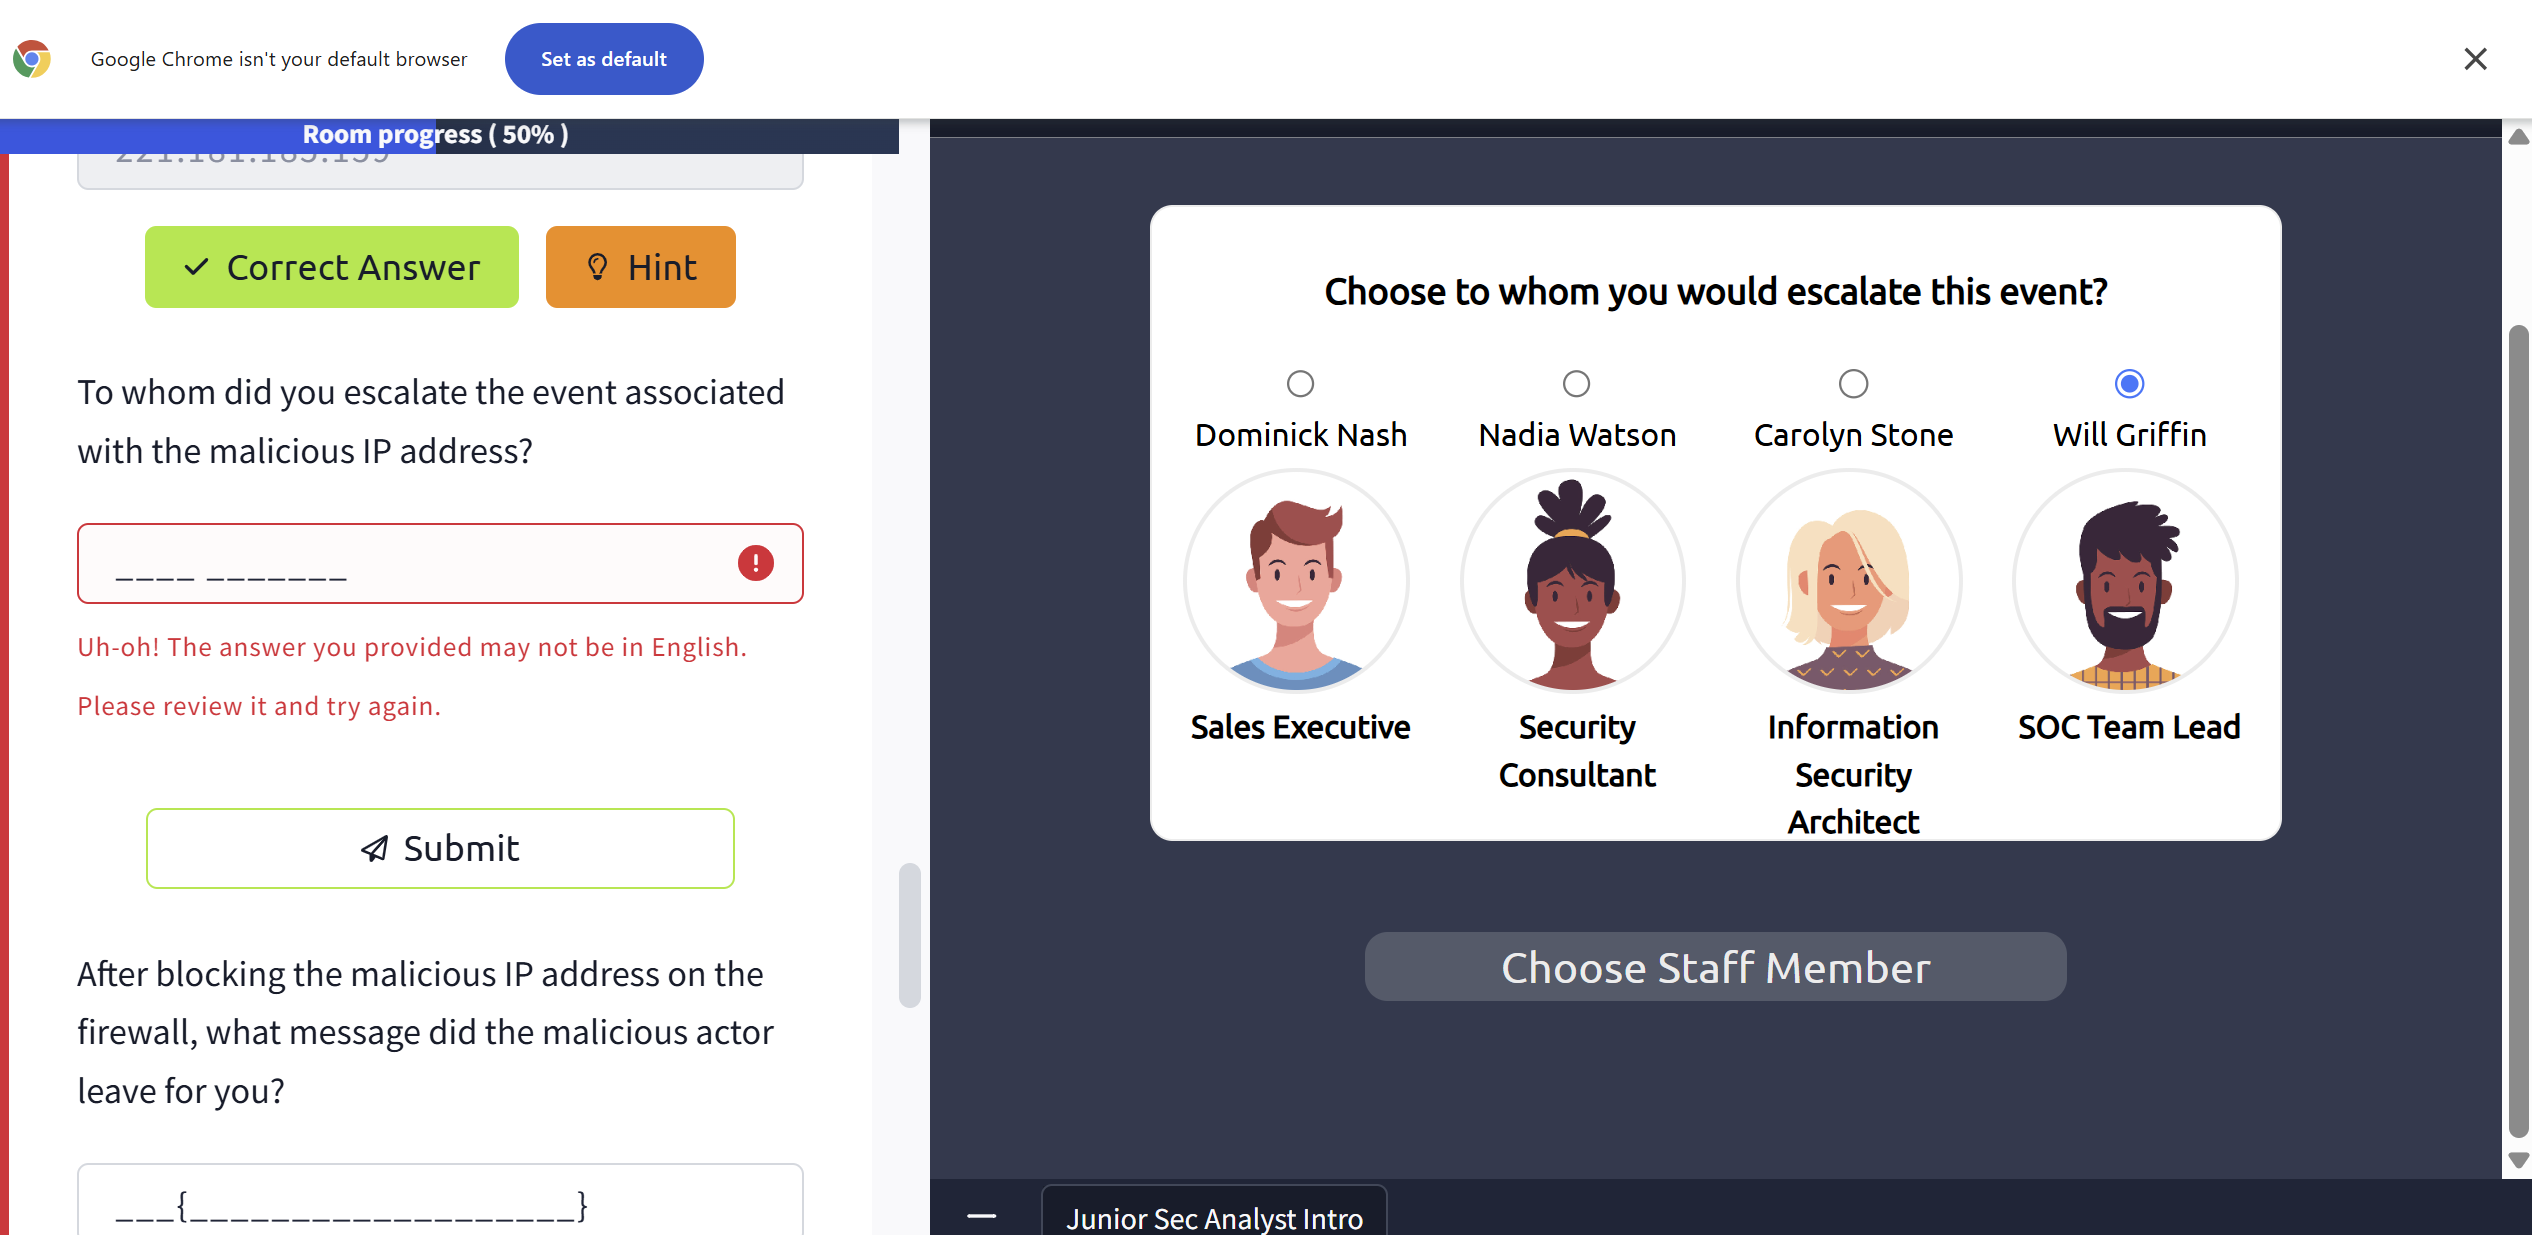 Google Chrome isn't your default browser
Set as default
Room progress ( 50% )
221.181.185.159
Correct Answer
Hint
To whom did you escalate the event associated
with the malicious IP address?
____ _______
Uh-oh! The answer you provided may not be in English.
Please review it and try again.
Submit
After blocking the malicious IP address on the
firewall, what message did the malicious actor
leave for you?
___{___________________}
Choose to whom you would escalate this event?
Dominick Nash
Nadia Watson
Carolyn Stone
Will Griffin
Sales Executive
Security
Consultant
Information
Security
Architect
SOC Team Lead
Choose Staff Member
Junior Sec Analyst Intro